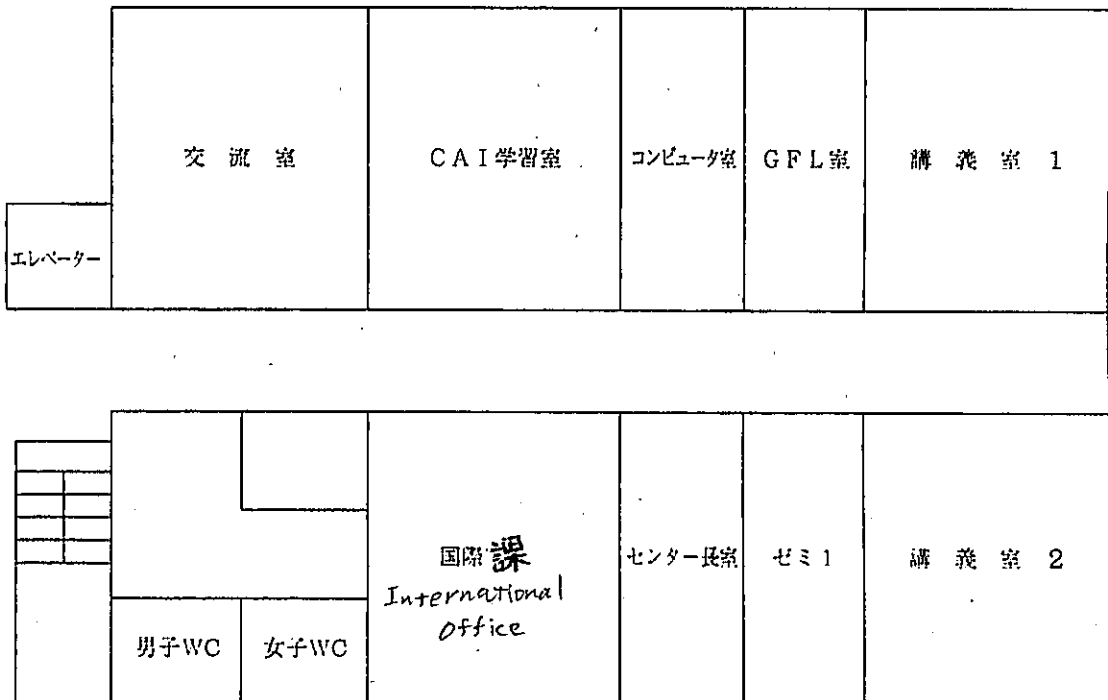 交流室
CAI学習室
コンピュータ室
GFL室
講義室1
エレベーター
国際課
International
Office
センター長室
ゼミ1
講義室2
男子WC
女子WC